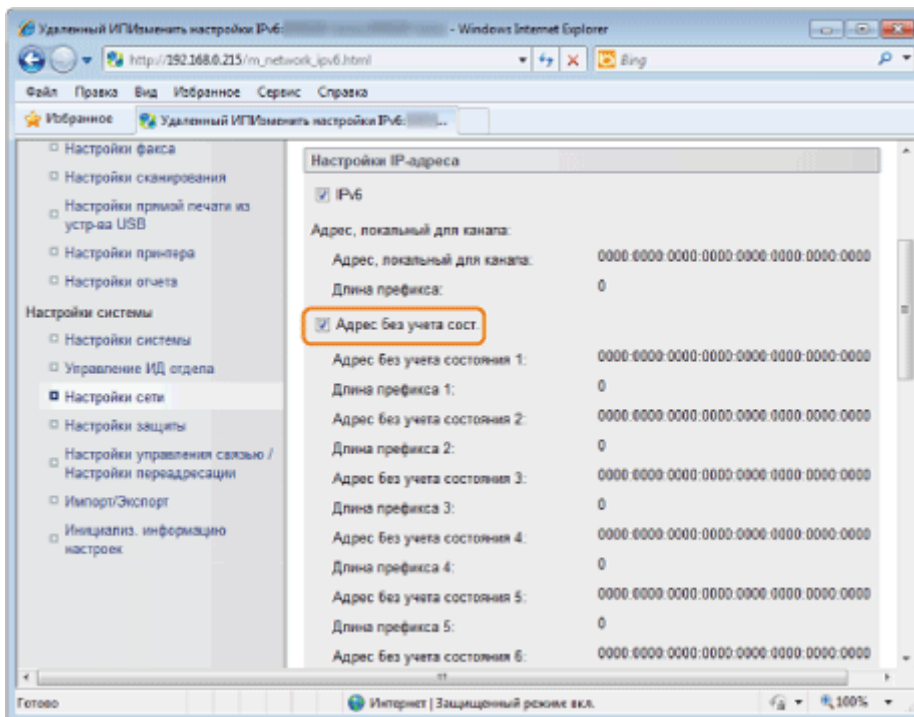 Удаленный ИПИзменить настройки IPv6: - Windows Internet Explorer
http://192.168.0.215/m_network_ipv6.html
Bing
Файл Правка Вид Избранное Сервис Справка
Избранное
Удаленный ИПИзменить настройки IPv6: ...
Настройки факса
Настройки сканирования
Настройки прямой печати из
устр-ва USB
Настройки принтера
Настройки отчета
Настройки системы
Настройки системы
Управление ИД отдела
Настройки сети
Настройки защиты
Настройки управления связью /
Настройки переадресации
Импорт/Экспорт
Инициализ. информацию
настроек
Настройки IP-адреса
IPv6
Адрес, локальный для канала:
Адрес, локальный для канала: 0000:0000:0000:0000:0000:0000:0000:0000
Длина префикса: 0
Адрес без учета сост.
Адрес без учета состояния 1: 0000:0000:0000:0000:0000:0000:0000:0000
Длина префикса 1: 0
Адрес без учета состояния 2: 0000:0000:0000:0000:0000:0000:0000:0000
Длина префикса 2: 0
Адрес без учета состояния 3: 0000:0000:0000:0000:0000:0000:0000:0000
Длина префикса 3: 0
Адрес без учета состояния 4: 0000:0000:0000:0000:0000:0000:0000:0000
Длина префикса 4: 0
Адрес без учета состояния 5: 0000:0000:0000:0000:0000:0000:0000:0000
Длина префикса 5: 0
Адрес без учета состояния 6: 0000:0000:0000:0000:0000:0000:0000:0000
Готово
Интернет | Защищенный режим вкл.
100%